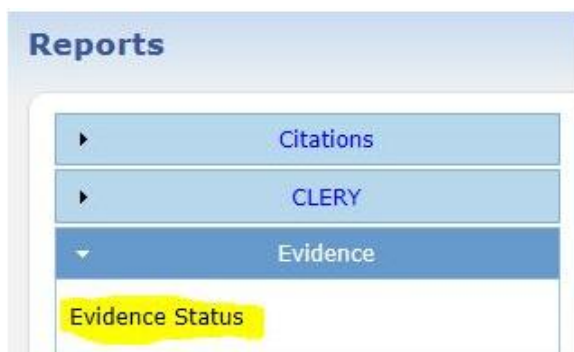 Reports
Citations
CLERY
Evidence
Evidence Status